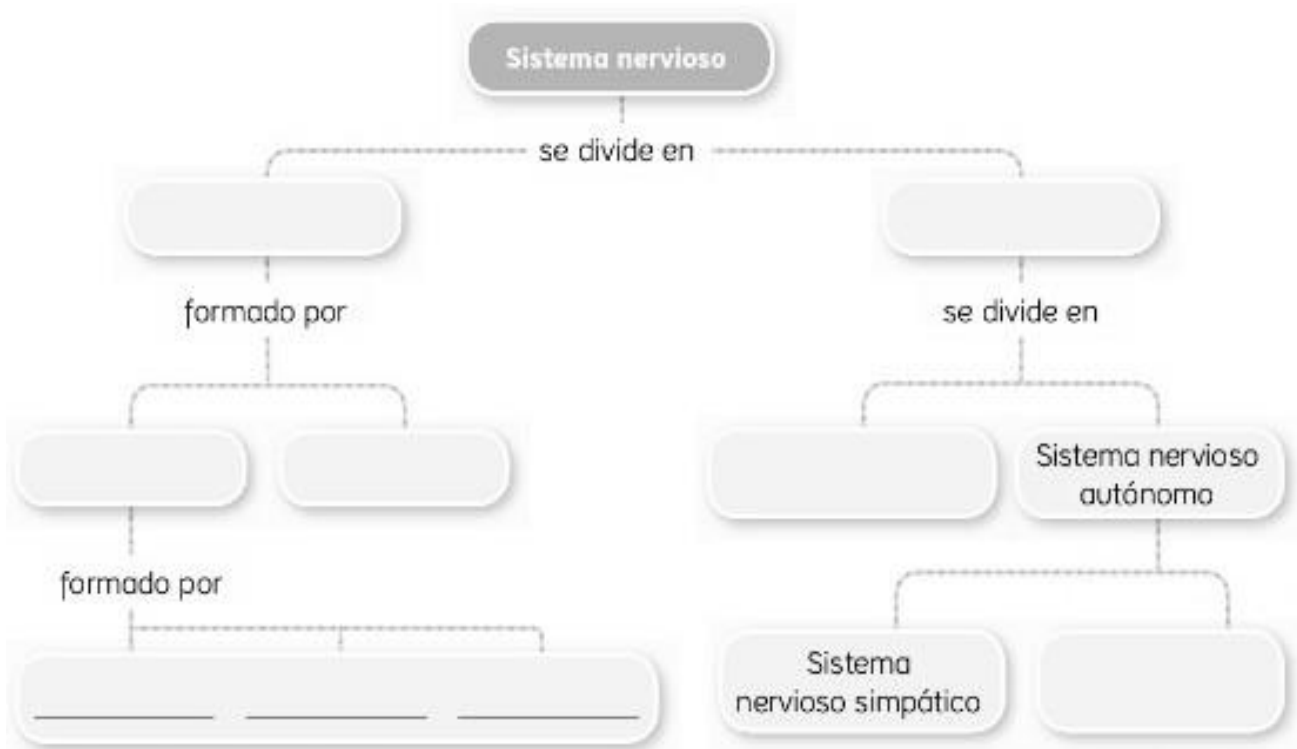 Sistema nervioso
se divide en
formado por
se divide en
Sistema nervioso
autónomo
formado por
Sistema
nervioso simpático